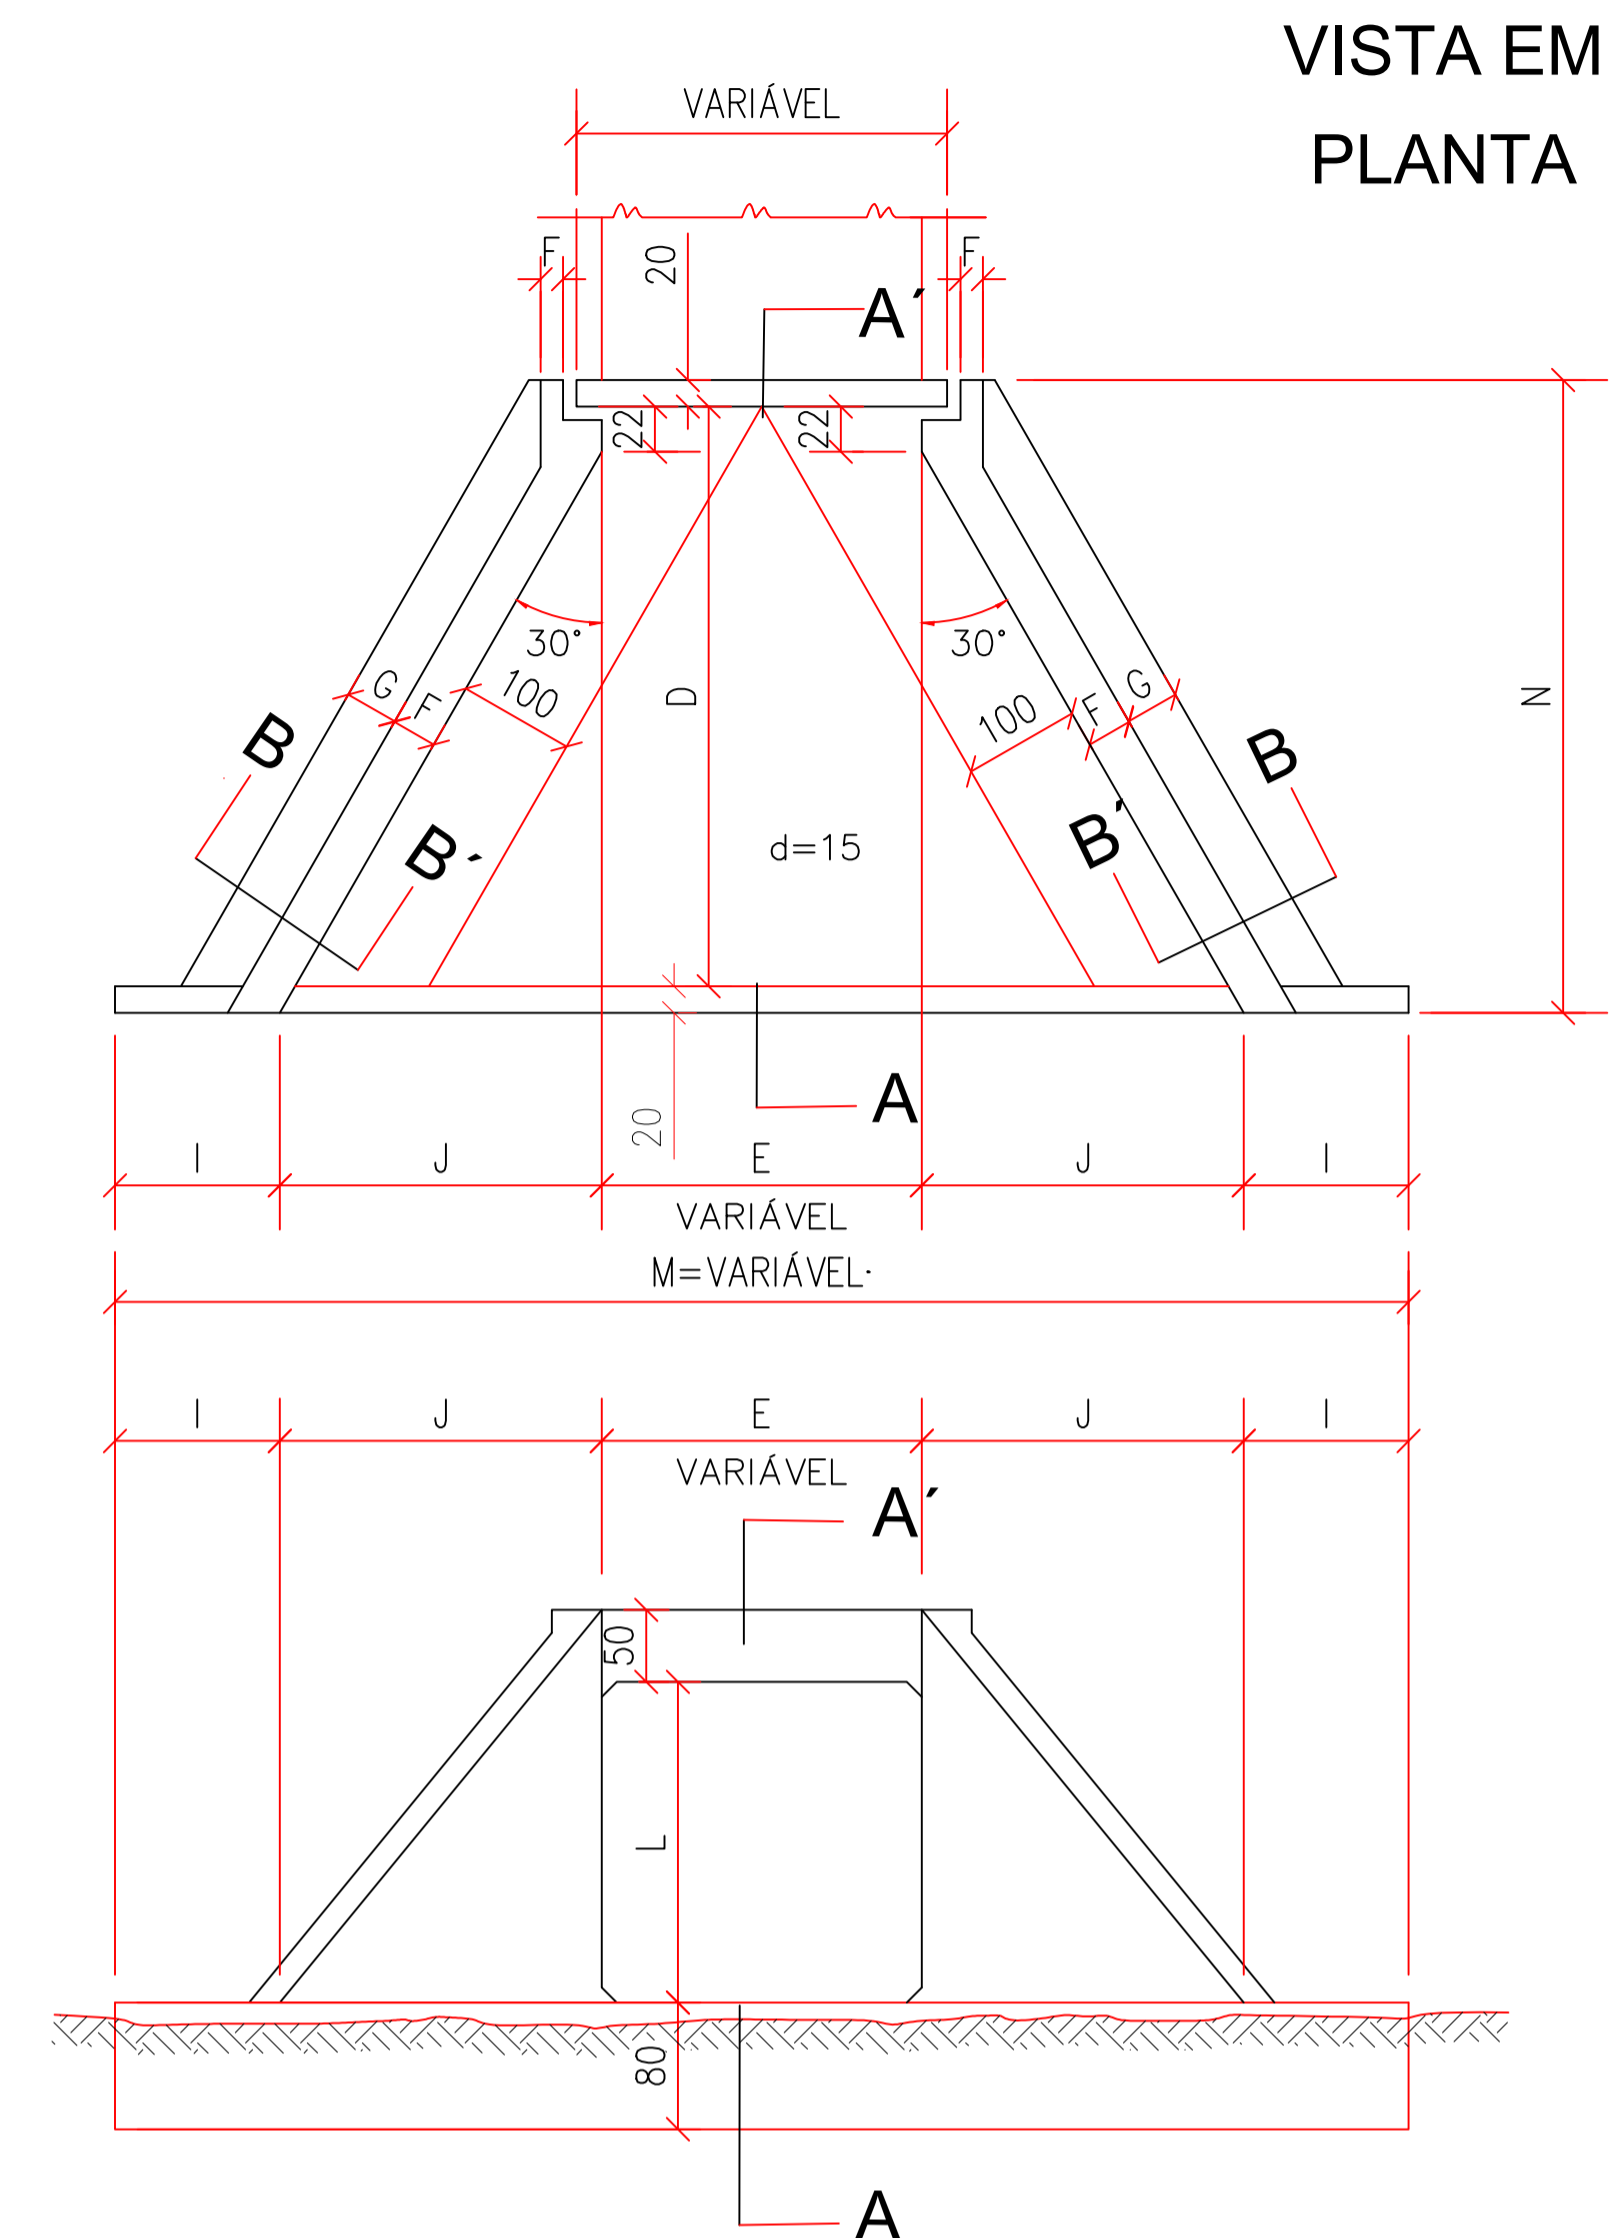 VISTA EM
PLANTA
VARIÁVEL
F
20
F
A´
22
22
30°
30°
G
F
100
D
100
F
G
N
B
B
B´
B´
d=15
A
20
I
J
E
J
I
VARIÁVEL
M=VARIÁVEL
I
J
E
J
I
VARIÁVEL
A´
50
L
80
A